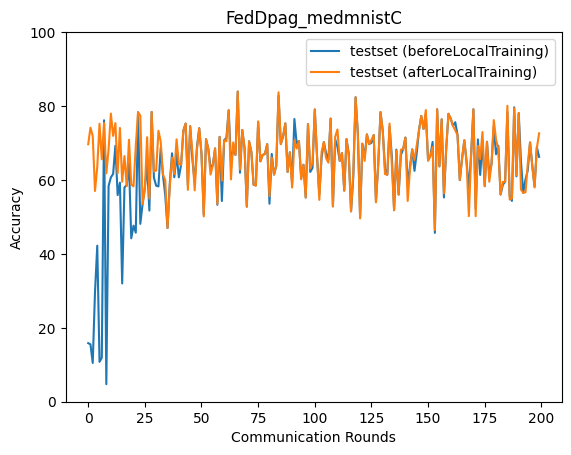 FedDpag_medmnistC
testset (beforeLocalTraining)
testset (afterLocalTraining)
100
80
60
40
20
0
Accuracy
0 25 50 75 100 125 150 175 200
Communication Rounds